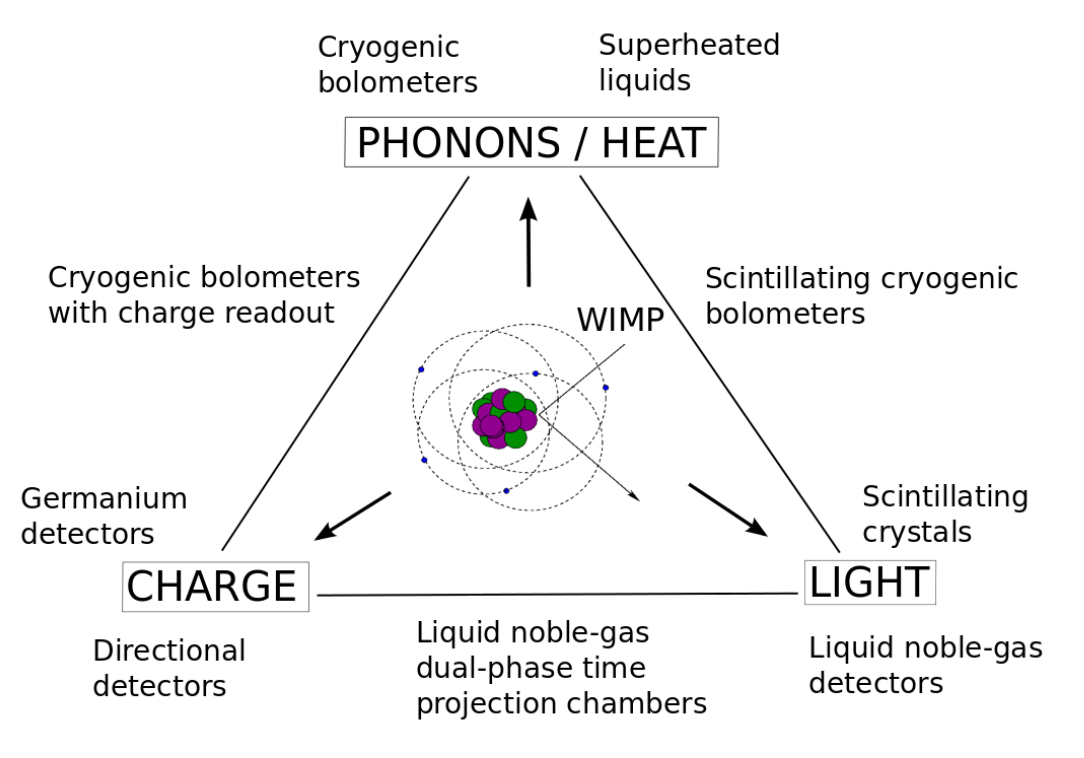 Cryogenic
bolometers
Superheated
liquids
PHONONS / HEAT
Cryogenic bolometers
with charge readout
Scintillating cryogenic
bolometers
WIMP
Germanium
detectors
Scintillating
crystals
CHARGE
LIGHT
Directional
detectors
Liquid noble-gas
dual-phase time
projection chambers
Liquid noble-gas
detectors